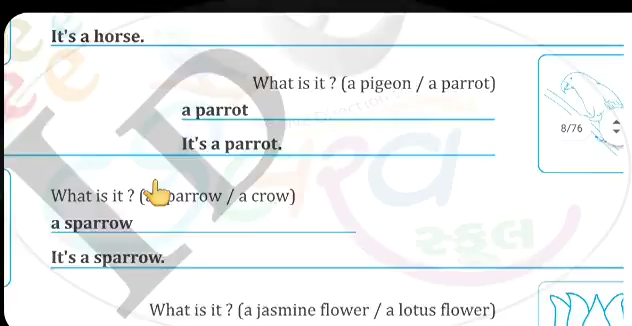 It's a horse.
What is it ? (a pigeon / a parrot)
a parrot
8/76
It's a parrot.
What is it ? ( parrow / a crow)
a sparrow
સ્કૂલ
It's a sparrow.
What is it ? (a jasmine flower / a lotus flower)